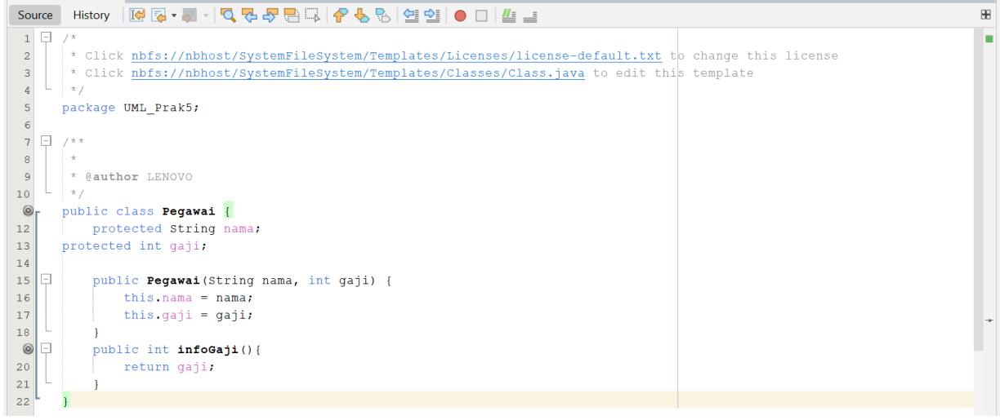 Source History
1 /*
2 * Click nbfs://nbhost/SystemFileSystem/Templates/Licenses/license-default.txt to change this license
3 * Click nbfs://nbhost/SystemFileSystem/Templates/Classes/Class.java to edit this template
4 */
5 package UML_Prak5;
6
7 /**
8 *
9 * @author LENOVO
10 */
public class Pegawai {
12 protected String nama;
13 protected int gaji;
14
15 public Pegawai(String nama, int gaji) {
16 this.nama = nama;
17 this.gaji = gaji;
18 }
public int infoGaji(){
20 return gaji;
21 }
22 }